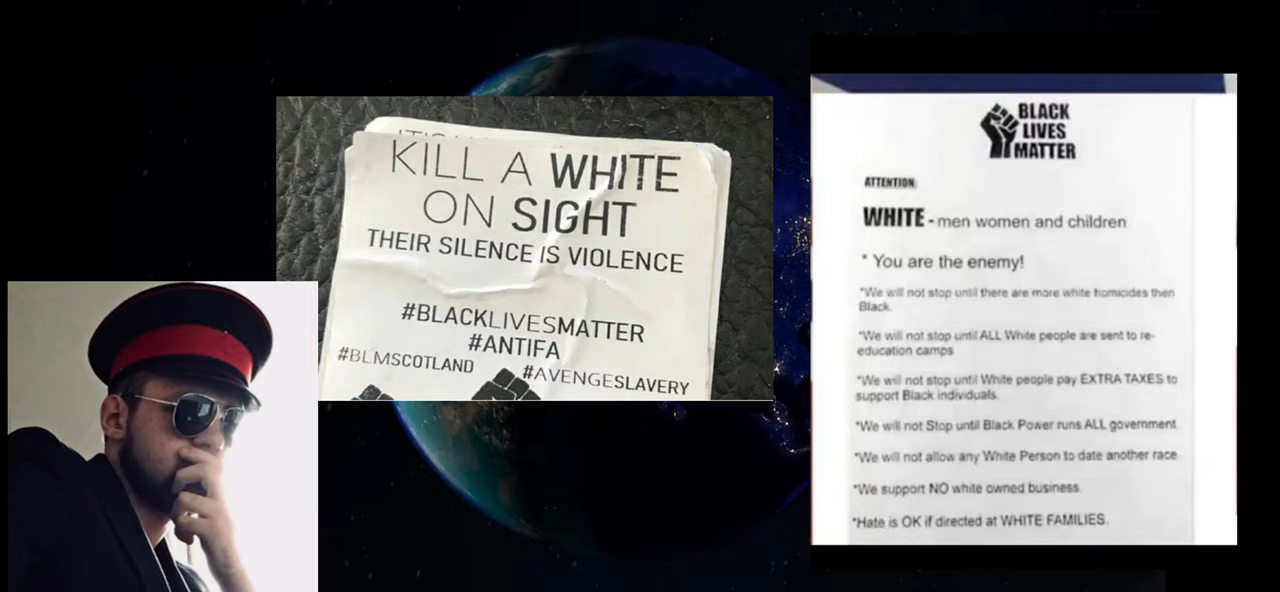 KILL A WHITE
ON SIGHT
THEIR SILENCE IS VIOLENCE
#BLACKLIVESMATTER
#ANTIFA
#BLMSCOTLAND
#AVENGESLAVERY
BLACK
LIVES
MATTER
ATTENTION:
WHITE - men women and children
* You are the enemy!
*We will not stop until there are more white homicides then
Black.
*We will not stop until ALL White people are sent to re-
education camps
*We will not stop until White people pay EXTRA TAXES to
support Black individuals.
*We will not Stop until Black Power runs ALL government.
*We will not allow any White Person to date another race.
*We support NO white owned business.
*Hate is OK if directed at WHITE FAMILIES.